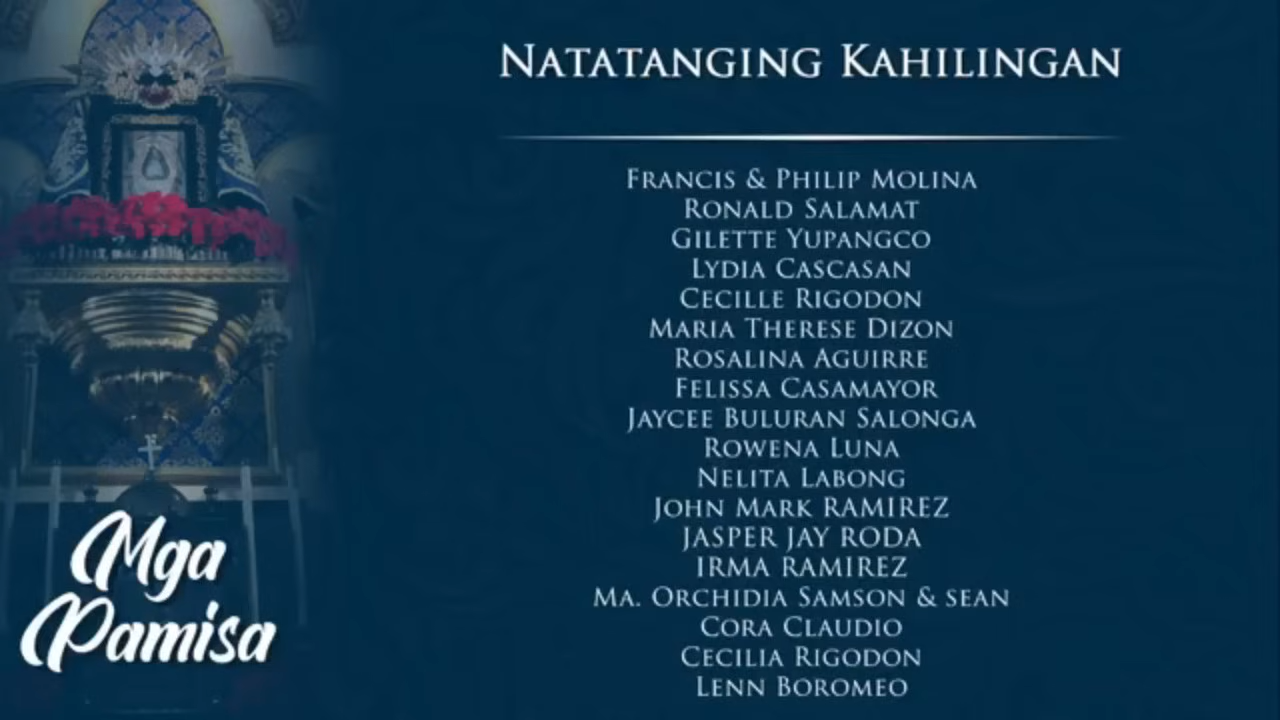 Natatanging Kahilingan
Francis & Philip Molina
Ronald Salamat
Gilette Yupangco
Lydia Cascasan
Cecille Rigodon
Maria Therese Dizon
Rosalina Aguirre
Felissa Casamayor
Jaycee Buluran Salonga
Rowena Luna
Nelita Labong
John Mark RAMIREZ
JASPER JAY RODA
IRMA RAMIREZ
Ma. Orchidia Samson & sean
Cora Claudio
Cecilia Rigodon
Lenn Boromeo
Mga
Pamisa